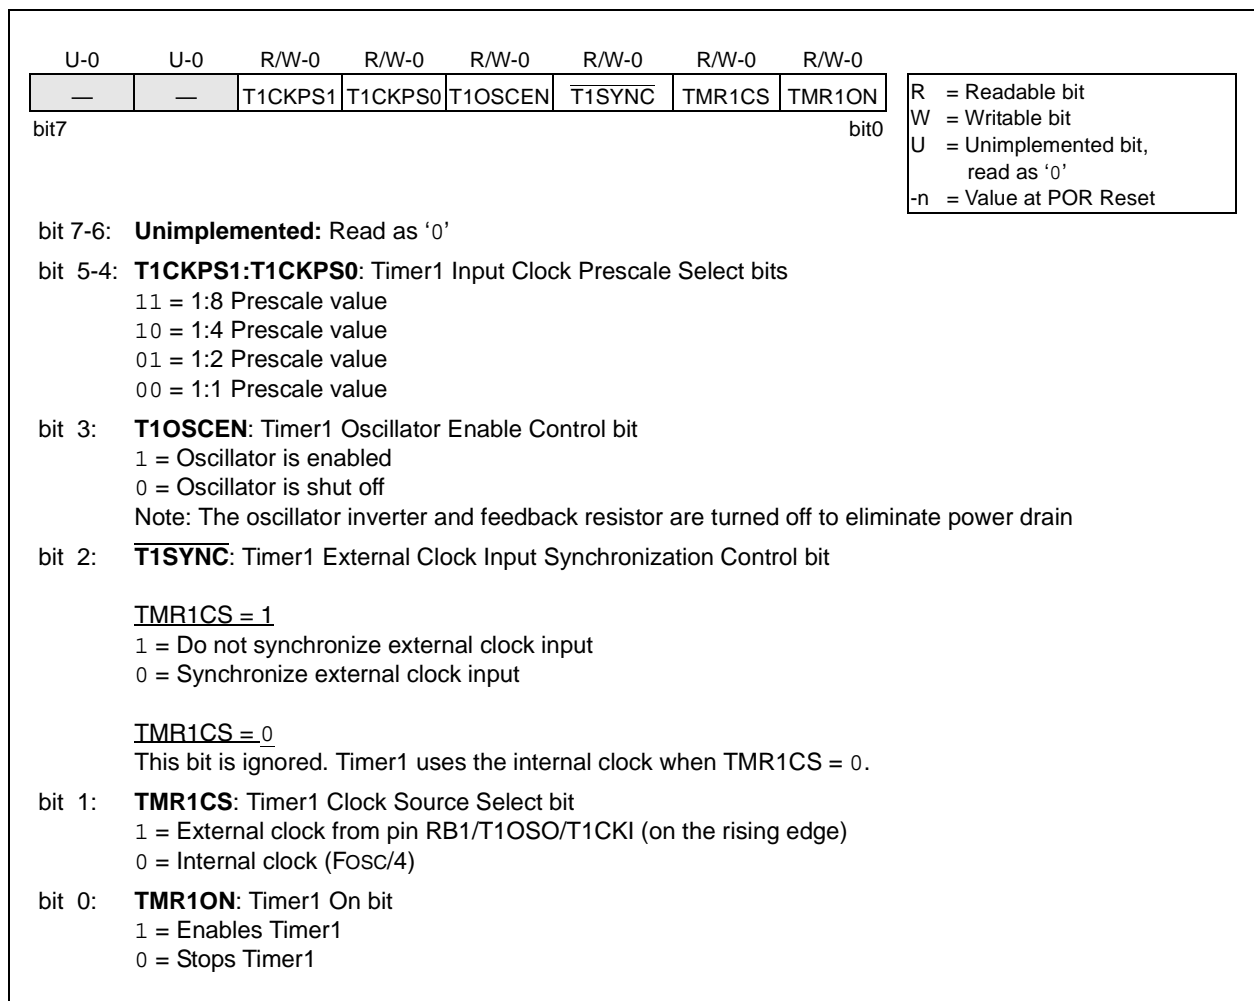 U-0 U-0 R/W-0 R/W-0 R/W-0 R/W-0 R/W-0 R/W-0
— — T1CKPS1 T1CKPS0 T1OSCEN T1SYNC TMR1CS TMR1ON
bit7 bit0
R = Readable bit
W = Writable bit
U = Unimplemented bit,
read as ‘0’
-n = Value at POR Reset
bit 7-6: Unimplemented: Read as ‘0’
bit 5-4: T1CKPS1:T1CKPS0: Timer1 Input Clock Prescale Select bits
11 = 1:8 Prescale value
10 = 1:4 Prescale value
01 = 1:2 Prescale value
00 = 1:1 Prescale value
bit 3: T1OSCEN: Timer1 Oscillator Enable Control bit
1 = Oscillator is enabled
0 = Oscillator is shut off
Note: The oscillator inverter and feedback resistor are turned off to eliminate power drain
bit 2: T1SYNC: Timer1 External Clock Input Synchronization Control bit
TMR1CS = 1
1 = Do not synchronize external clock input
0 = Synchronize external clock input
TMR1CS = 0
This bit is ignored. Timer1 uses the internal clock when TMR1CS = 0.
bit 1: TMR1CS: Timer1 Clock Source Select bit
1 = External clock from pin RB1/T1OSO/T1CKI (on the rising edge)
0 = Internal clock (FOSC/4)
bit 0: TMR1ON: Timer1 On bit
1 = Enables Timer1
0 = Stops Timer1